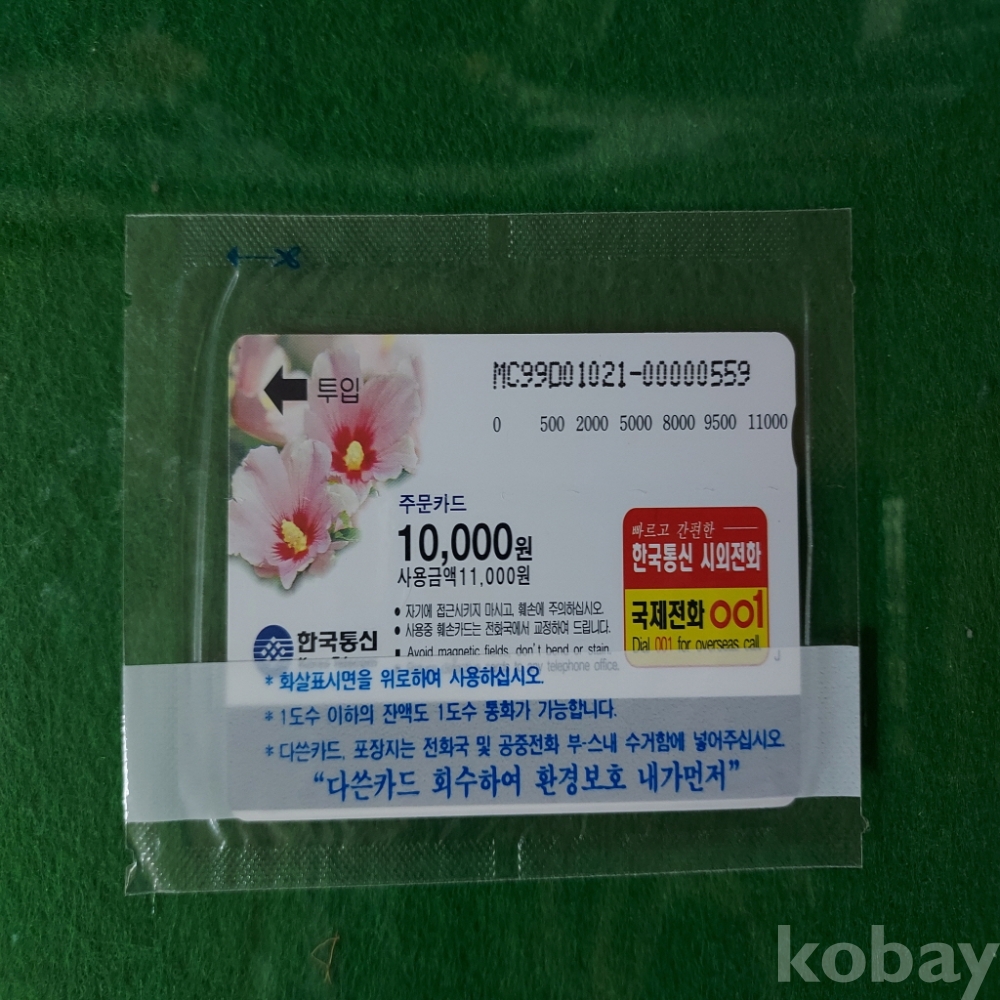 투입
MC99D01021-00000559
0 500 2000 5000 8000 9500 11000
주문카드
10,000원
사용금액11,000원
빠르고 간편한
한국통신 시외전화
국제전화 001
Dial 001 for overseas call
● 자기에 접근시키지 마시고, 훼손에 주의하십시오.
● 사용중 훼손카드는 전화국에서 교정하여 드립니다.
● Avoid magnetic fields, don't bend or stain.
telephone office.
한국통신
J
* 화살표시면을 위로하여 사용하십시오.
* 1도수 이하의 잔액도 1도수 통화가 가능합니다.
* 다쓴카드, 포장지는 전화국 및 공중전화 부-스내 수거함에 넣어주십시오
“다쓴카드 회수하여 환경보호 내가먼저”
kobay